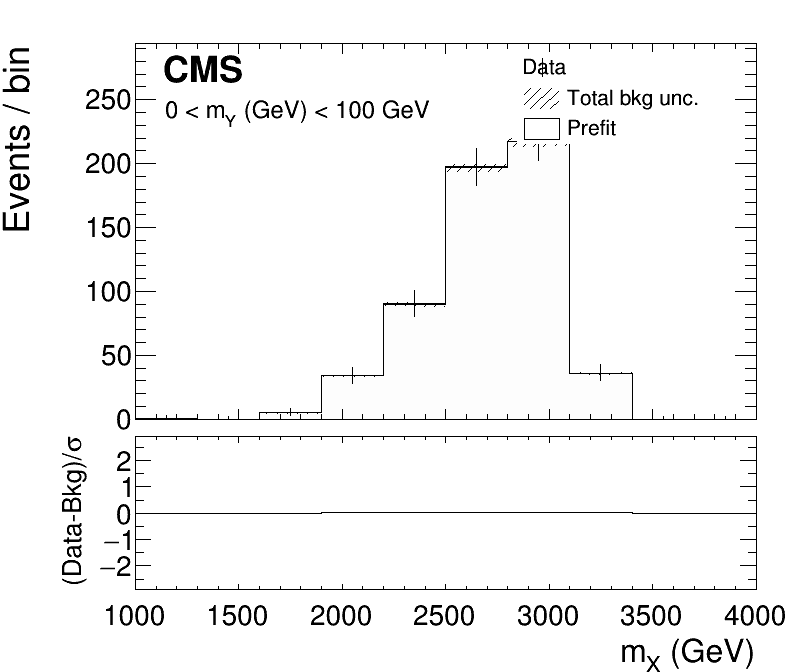 CMS
0 < mY (GeV) < 100 GeV
Data
Total bkg unc.
Prefit
Events / bin
250
200
150
100
50
0
(Data-Bkg)/σ
2
1
0
−1
−2
1000 1500 2000 2500 3000 3500 4000
mX (GeV)